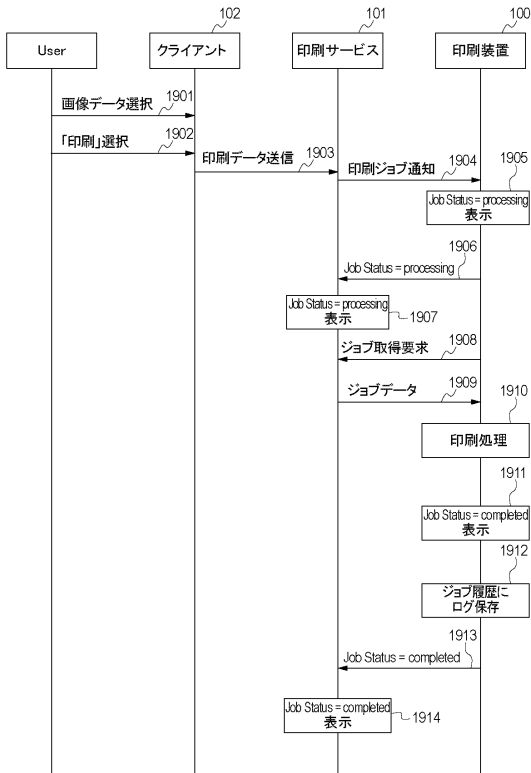 102
101
100
User
クライアント
印刷サービス
印刷装置
画像データ選択
1901
「印刷」選択
1902
印刷データ送信
1903
印刷ジョブ通知
1904
1905
Job Status = processing
表示
1906
Job Status = processing
Job Status = processing
表示
1907
ジョブ取得要求
1908
ジョブデータ
1909
1910
印刷処理
1911
Job Status = completed
表示
1912
ジョブ履歴に
ログ保存
1913
Job Status = completed
Job Status = completed
表示
1914